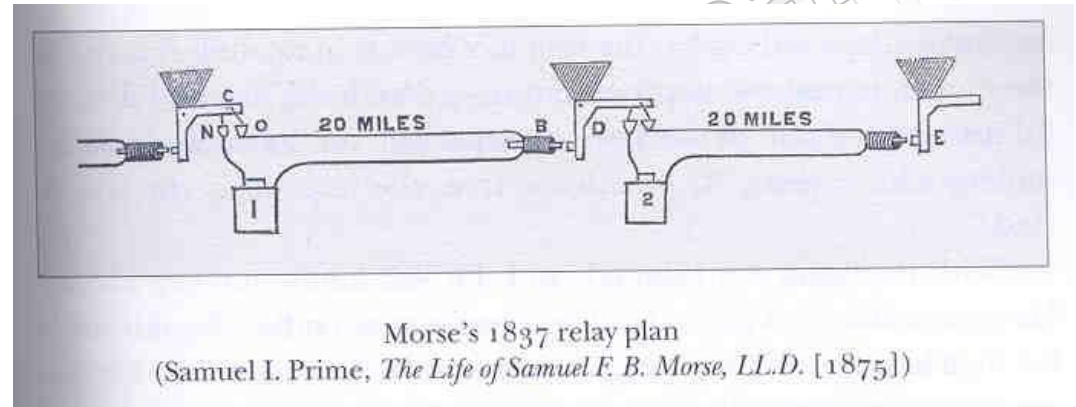 C
N O 20 MILES B D 20 MILES E
1 2
Morse's 1837 relay plan
(Samuel I. Prime, The Life of Samuel F. B. Morse, LL.D. [1875])